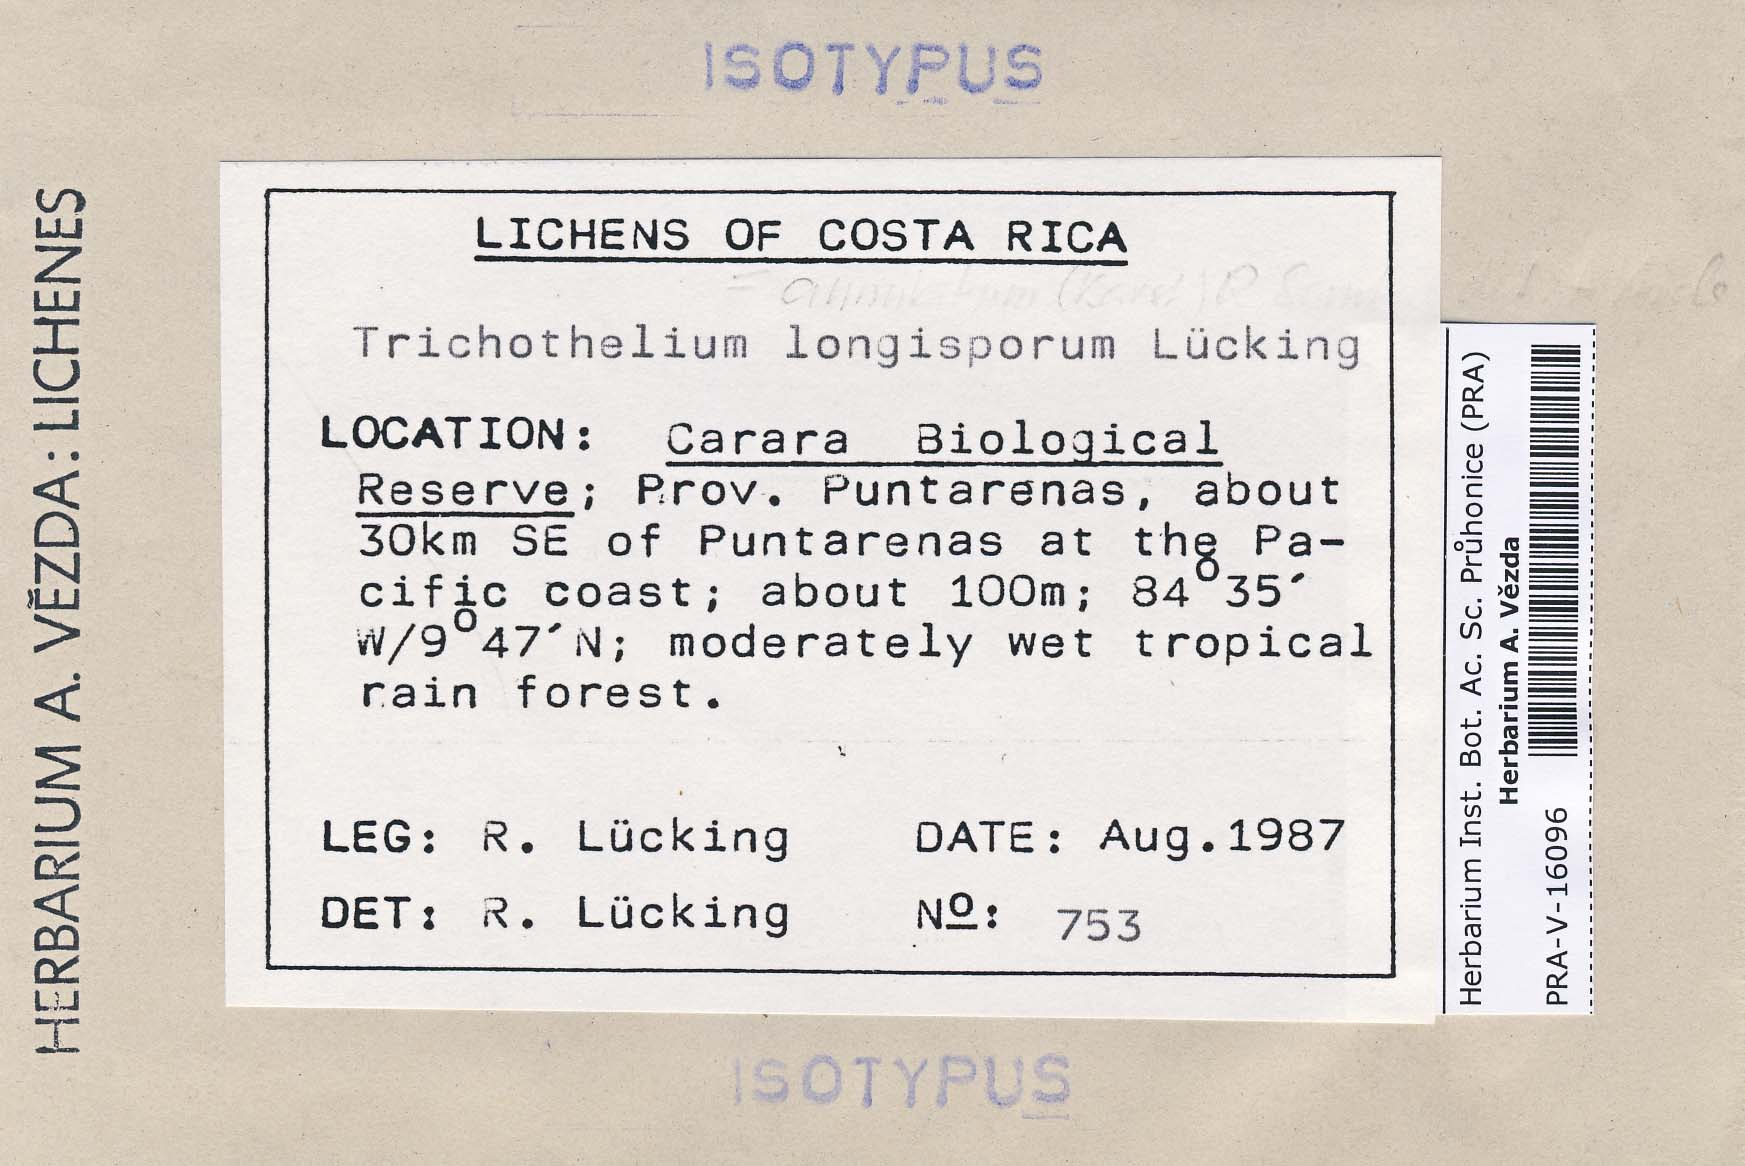 ISOTYPUS
HERBARIUM A. VĚZDA: LICHENES
LICHENS OF COSTA RICA
= annulatum (Karst) R
Trichothelium longisporum Lücking
LOCATION: Carara Biological
Reserve; Prov. Puntarenas, about
30km SE of Puntarenas at the Pa-
cific coast; about 100m; 84°35′
W/9°47′N; moderately wet tropical
rain forest.
LEG: R. Lücking DATE: Aug.1987
DET: R. Lücking Nº: 753
Herbarium Inst. Bot. Ac. Sc. Průhonice (PRA)
Herbarium A. Vězda
PRA-V-16096
ISOTYPUS